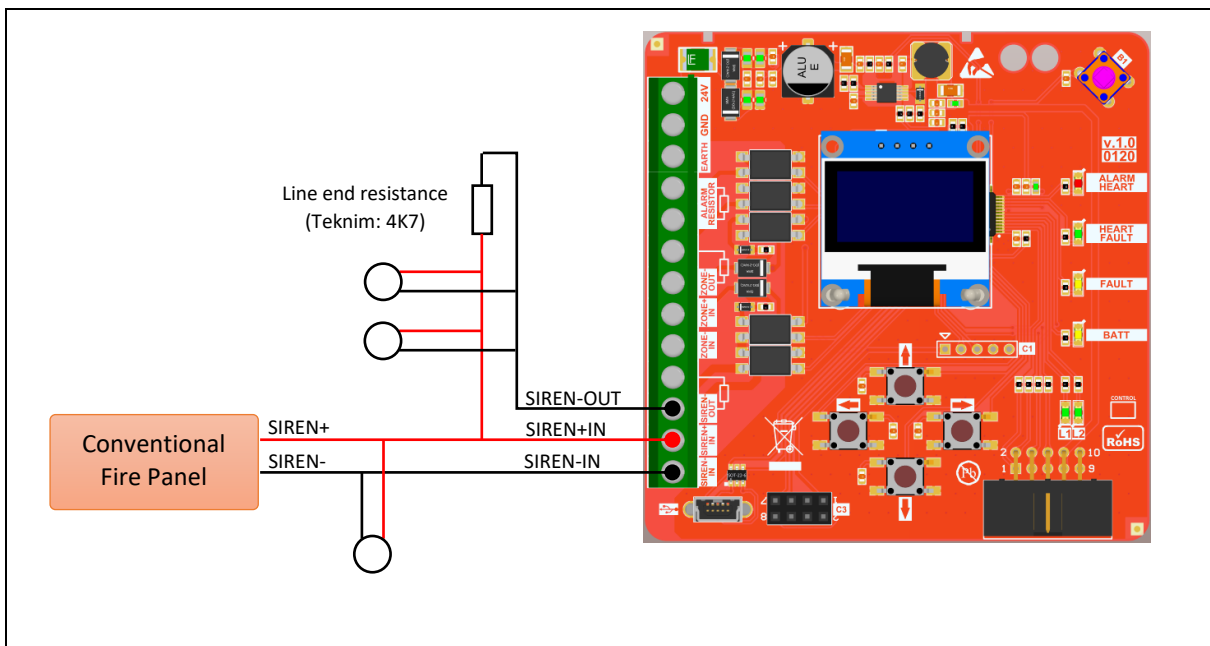 Line end resistance
(Teknim: 4K7)
Conventional
Fire Panel
SIREN+
SIREN-
SIREN-OUT
SIREN+IN
SIREN-IN
24V
GND
EARTH
ALARM
RESISTOR
ZONE-
OUT
ZONE+
IN
ZONE-
IN
SIREN-
OUT
SIREN+
IN
SIREN-
IN
ALU
E
B1
v.1.0
0120
ALARM
HEART
HEART
FAULT
FAULT
BATT
C1
CONTROL
L1 L2
RoHS
Pb
2 10
1 9
C3